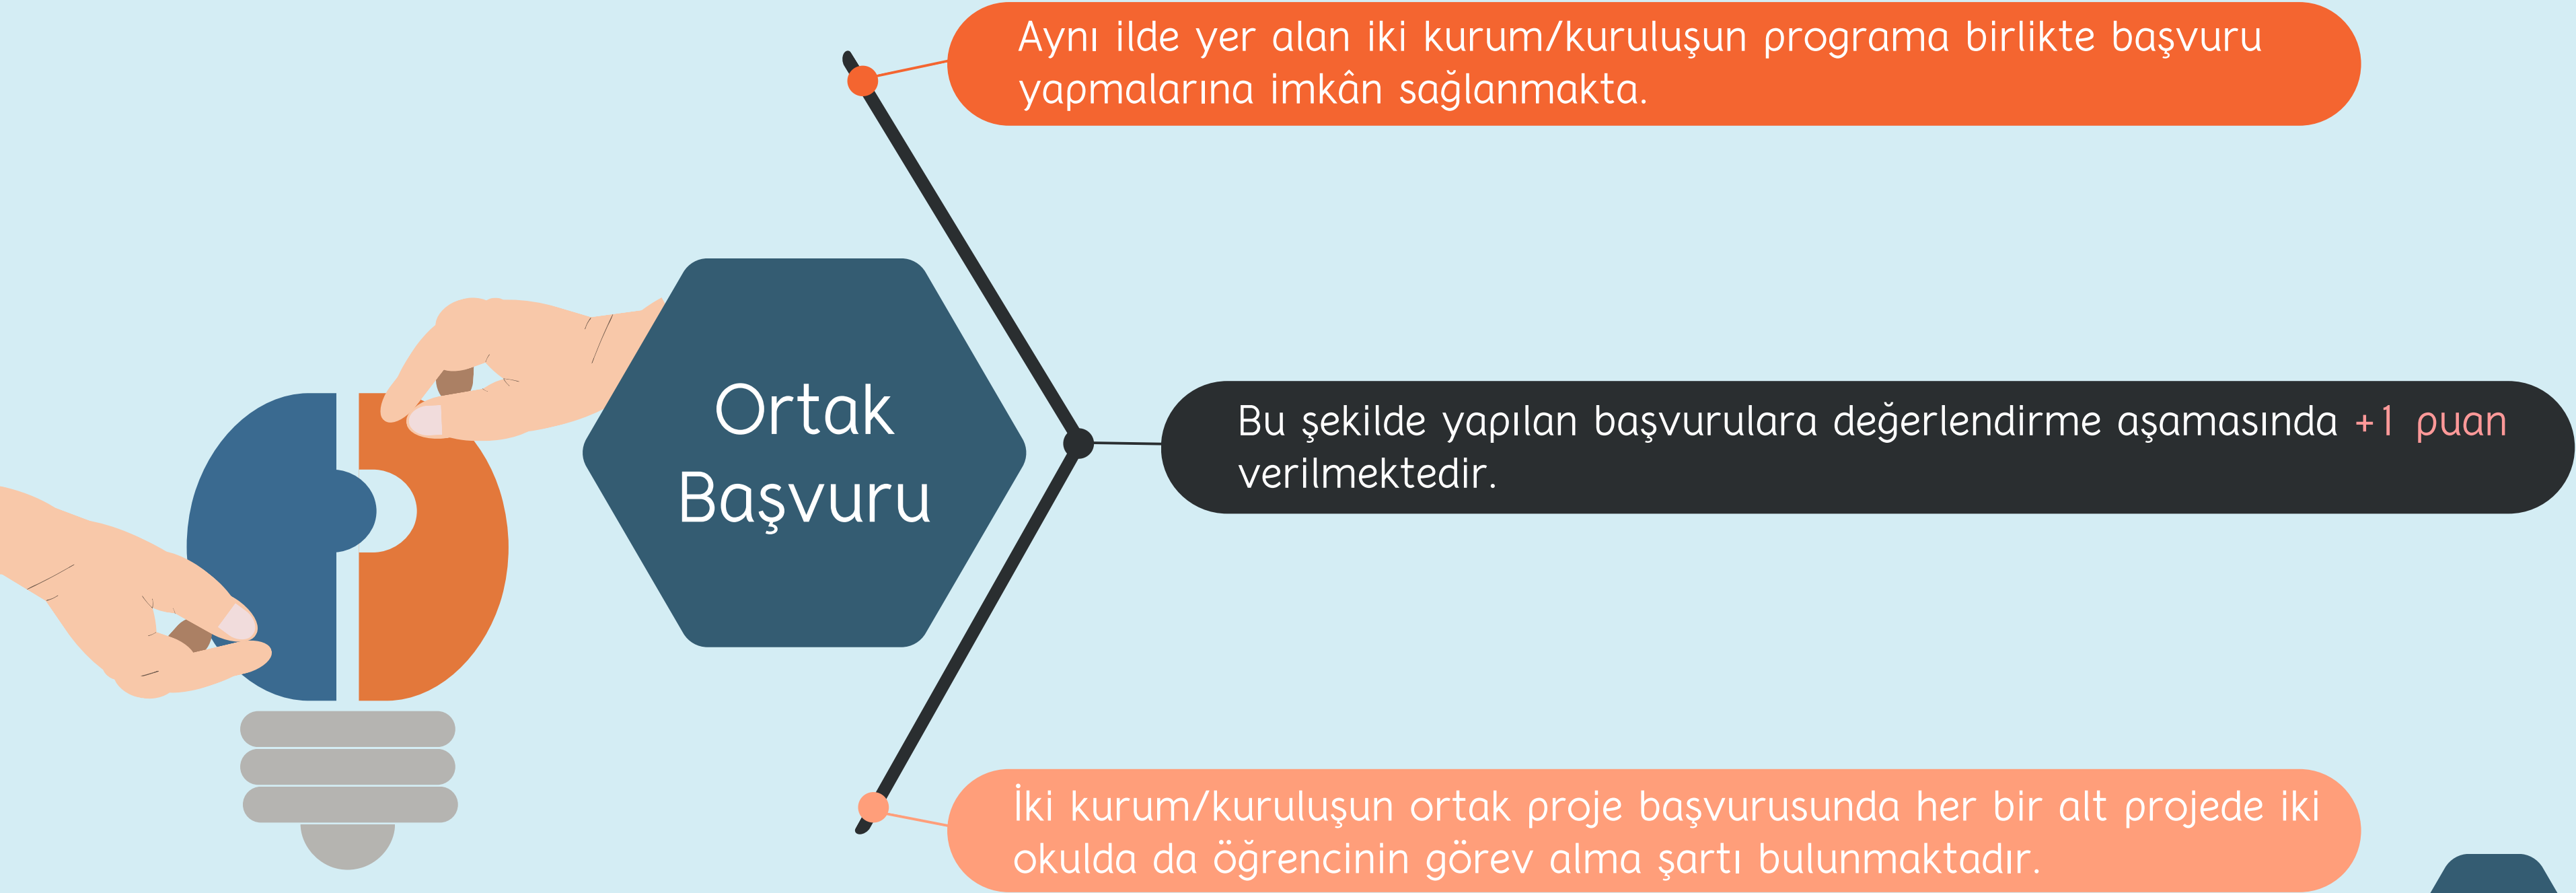 Aynı ilde yer alan iki kurum/kuruluşun programa birlikte başvuru
yapmalarına imkân sağlanmakta.
Ortak
Başvuru
Bu şekilde yapılan başvurulara değerlendirme aşamasında +1 puan
verilmektedir.
İki kurum/kuruluşun ortak proje başvurusunda her bir alt projede iki
okulda da öğrencinin görev alma şartı bulunmaktadır.